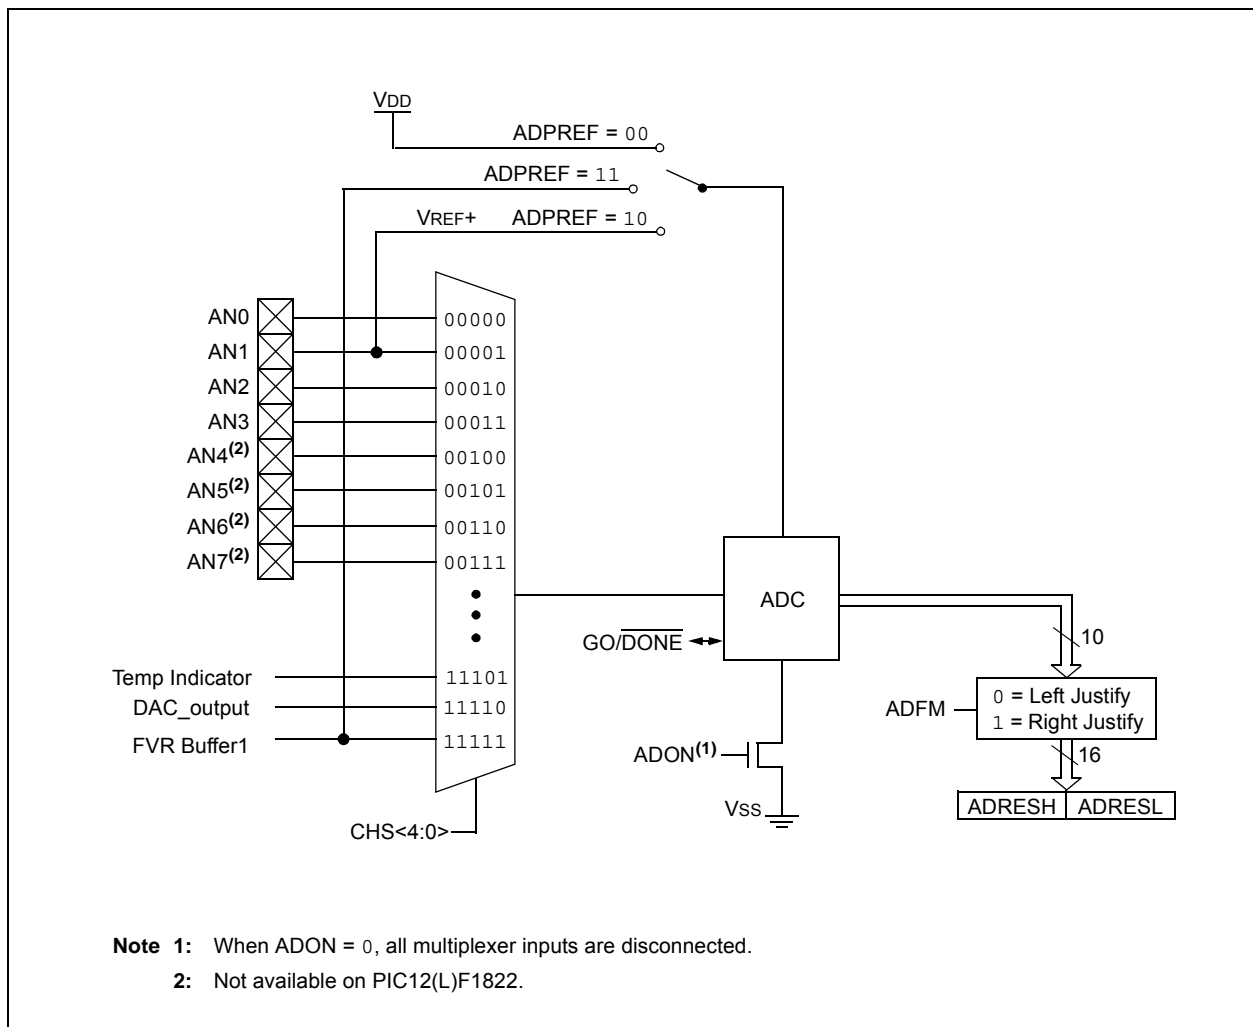 VDD
ADPREF = 00
ADPREF = 11
VREF+ ADPREF = 10
AN0 00000
AN1 00001
AN2 00010
AN3 00011
AN4(2) 00100
AN5(2) 00101
AN6(2) 00110
AN7(2) 00111
ADC
GO/DONE
10
Temp Indicator 11101
DAC_output 11110
FVR Buffer1 11111
ADFM
0 = Left Justify
1 = Right Justify
ADON(1)
16
VSS
ADRESH ADRESL
CHS<4:0>
Note 1: When ADON = 0, all multiplexer inputs are disconnected.
2: Not available on PIC12(L)F1822.